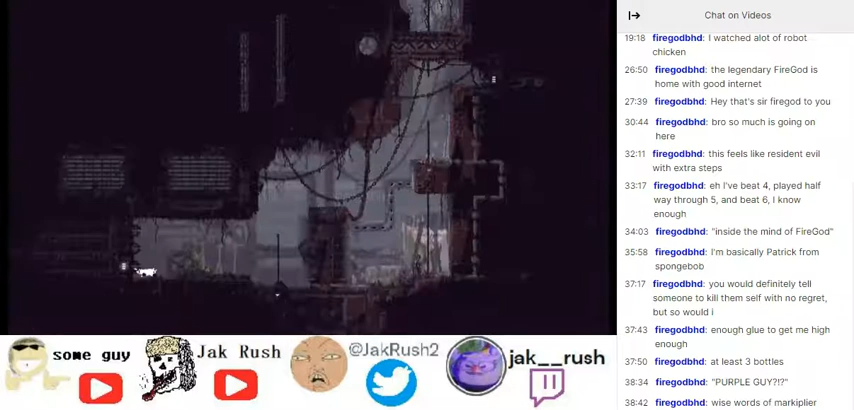 Chat on Videos
19:18 firegodbhd: I watched alot of robot
chicken
26:50 firegodbhd: the legendary FireGod is
home with good internet
27:39 firegodbhd: Hey that's sir firegod to you
30:44 firegodbhd: bro so much is going on
here
32:11 firegodbhd: this feels like resident evil
with extra steps
33:17 firegodbhd: eh I've beat 4, played half
way through 5, and beat 6, I know
enough
34:03 firegodbhd: "inside the mind of FireGod"
35:58 firegodbhd: I'm basically Patrick from
spongebob
37:17 firegodbhd: you would definitely tell
someone to kill them self with no regret,
but so would i
37:43 firegodbhd: enough glue to get me high
enough
37:50 firegodbhd: at least 3 bottles
38:34 firegodbhd: "PURPLE GUY?!?"
38:42 firegodbhd: wise words of markiplier
some guy
Jak Rush
@JakRush2
jak__rush